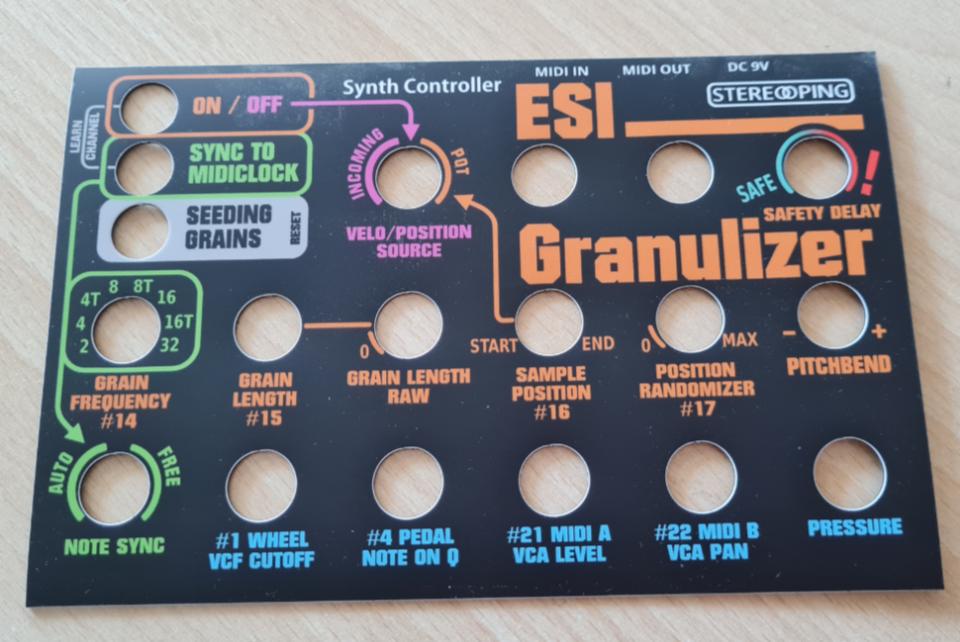 Synth Controller
MIDI IN
MIDI OUT
DC 9V
STEREOPING
ESI
Granulizer
LEARN
CHANNEL
ON / OFF
SYNC TO
MIDICLOCK
SEEDING
GRAINS
RESET
INCOMING
POT
VELO/POSITION
SOURCE
SAFE
!
SAFETY DELAY
2
4
4T
8
8T
16
16T
32
GRAIN
FREQUENCY
#14
GRAIN
LENGTH
#15
0
GRAIN LENGTH
RAW
START
END
SAMPLE
POSITION
#16
0
MAX
POSITION
RANDOMIZER
#17
-
+
PITCHBEND
AUTO
FREE
NOTE SYNC
#1 WHEEL
VCF CUTOFF
#4 PEDAL
NOTE ON Q
#21 MIDI A
VCA LEVEL
#22 MIDI B
VCA PAN
PRESSURE